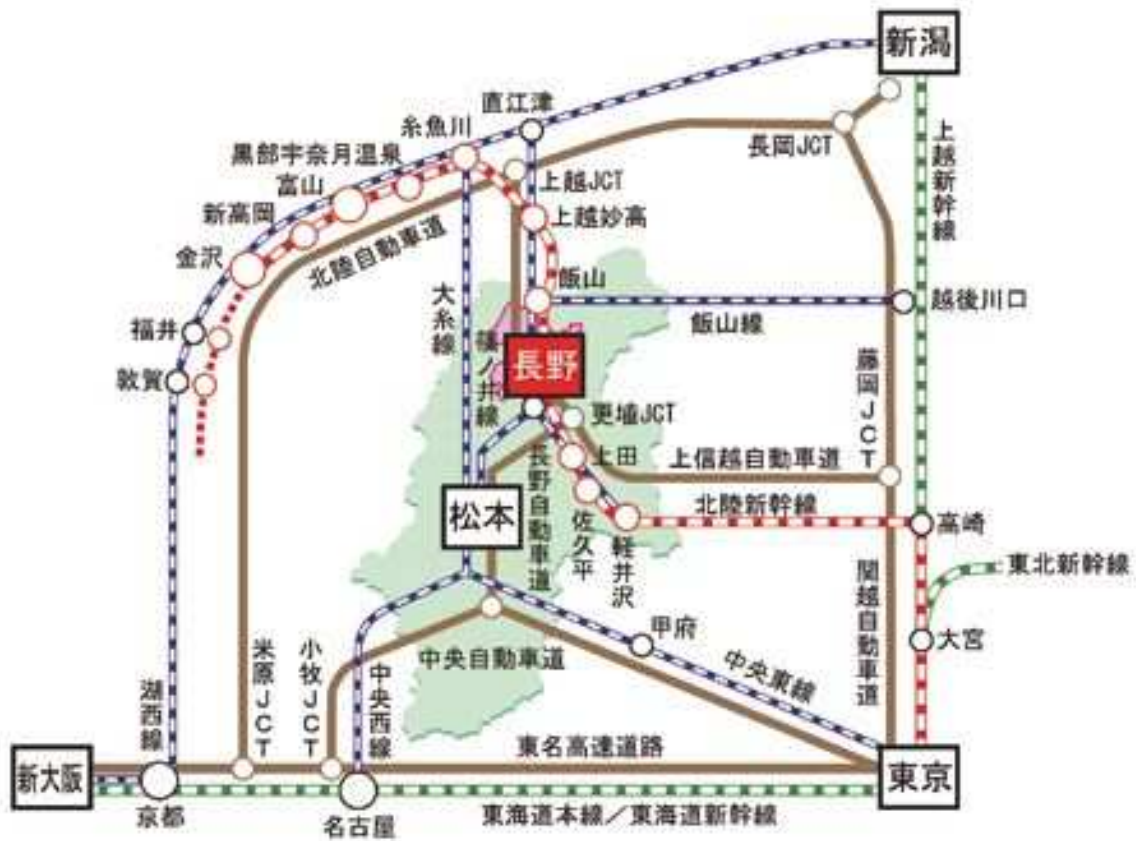 新潟
直江津
糸魚川
黒部宇奈月温泉
富山
新高岡
金沢
福井
敦賀
北陸自動車道
上越JCT
長岡JCT
上越新幹線
上越妙高
飯山
飯山線
越後川口
大糸線
篠ノ井線
長野
更埴JCT
藤岡JCT
上田
上信越自動車道
北陸新幹線
高崎
松本
長野自動車道
佐久平
軽井沢
関越自動車道
東北新幹線
大宮
甲府
中央東線
中央自動車道
米原JCT
小牧JCT
中央西線
湖西線
東名高速道路
新大阪
京都
名古屋
東海道本線/東海道新幹線
東京